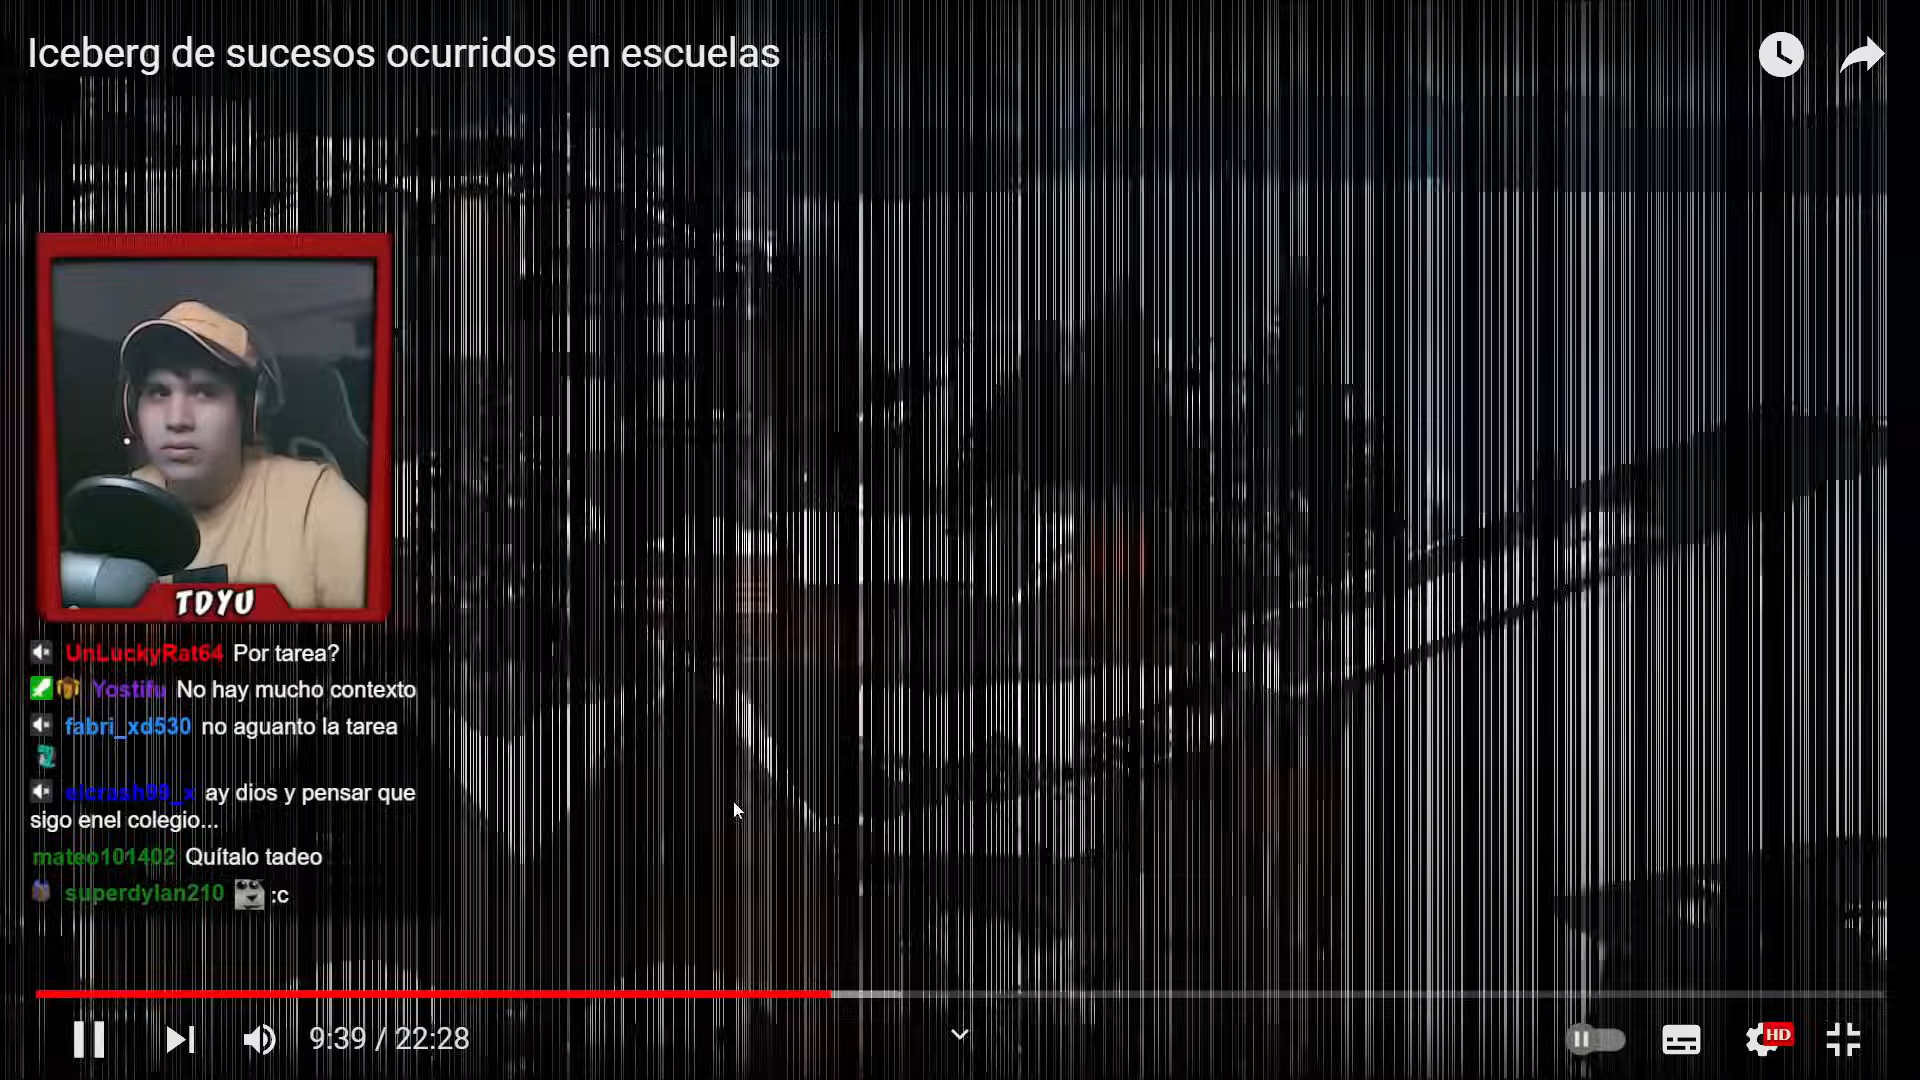 Iceberg de sucesos ocurridos en escuelas
TDYU
UnLuckyRat64 Por tarea?
Yostifu No hay mucho contexto
fabri_xd530 no aguanto la tarea
elcrash99_x ay dios y pensar que
sigo enel colegio...
mateo101402 Quítalo tadeo
superdylan210 :c
9:39 / 22:28
HD